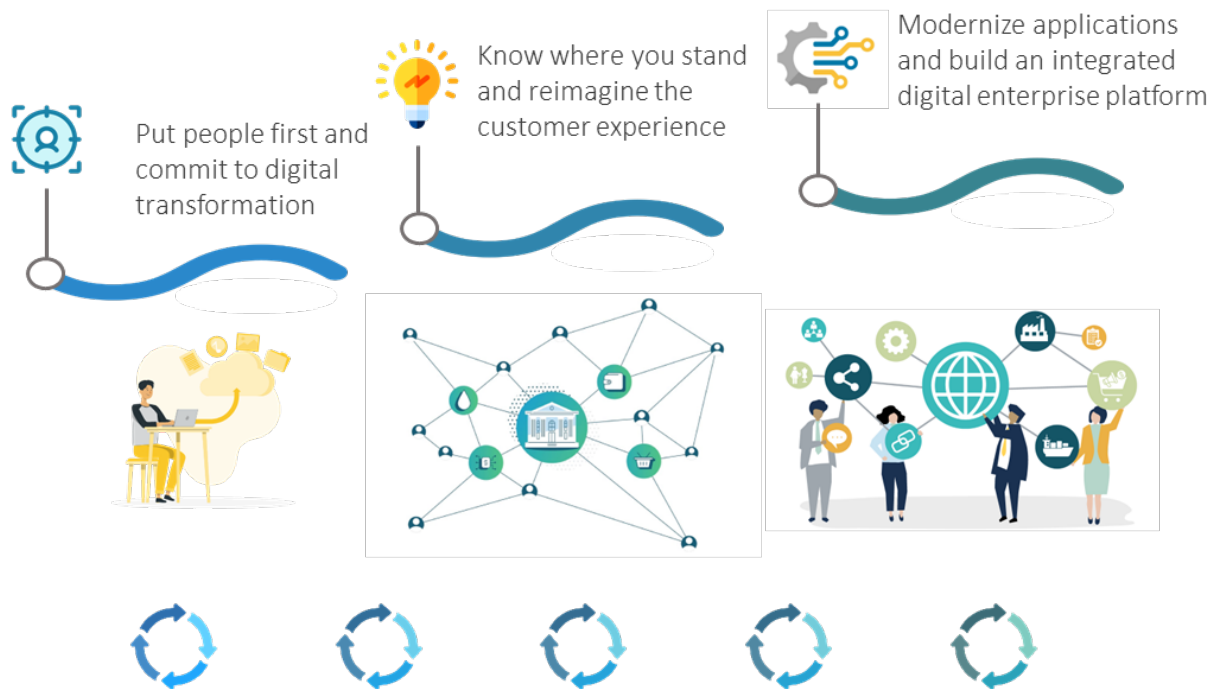 Put people first and
commit to digital
transformation
Know where you stand
and reimagine the
customer experience
Modernize applications
and build an integrated
digital enterprise platform